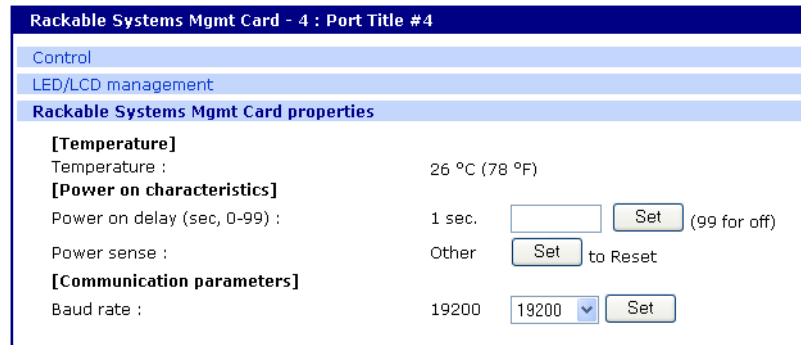 Rackable Systems Mgmt Card - 4 : Port Title #4
Control
LED/LCD management
Rackable Systems Mgmt Card properties
[Temperature]
Temperature : 26 ºC (78 ºF)
[Power on characteristics]
Power on delay (sec, 0-99) : 1 sec. Set (99 for off)
Power sense : Other Set to Reset
[Communication parameters]
Baud rate : 19200 19200 Set